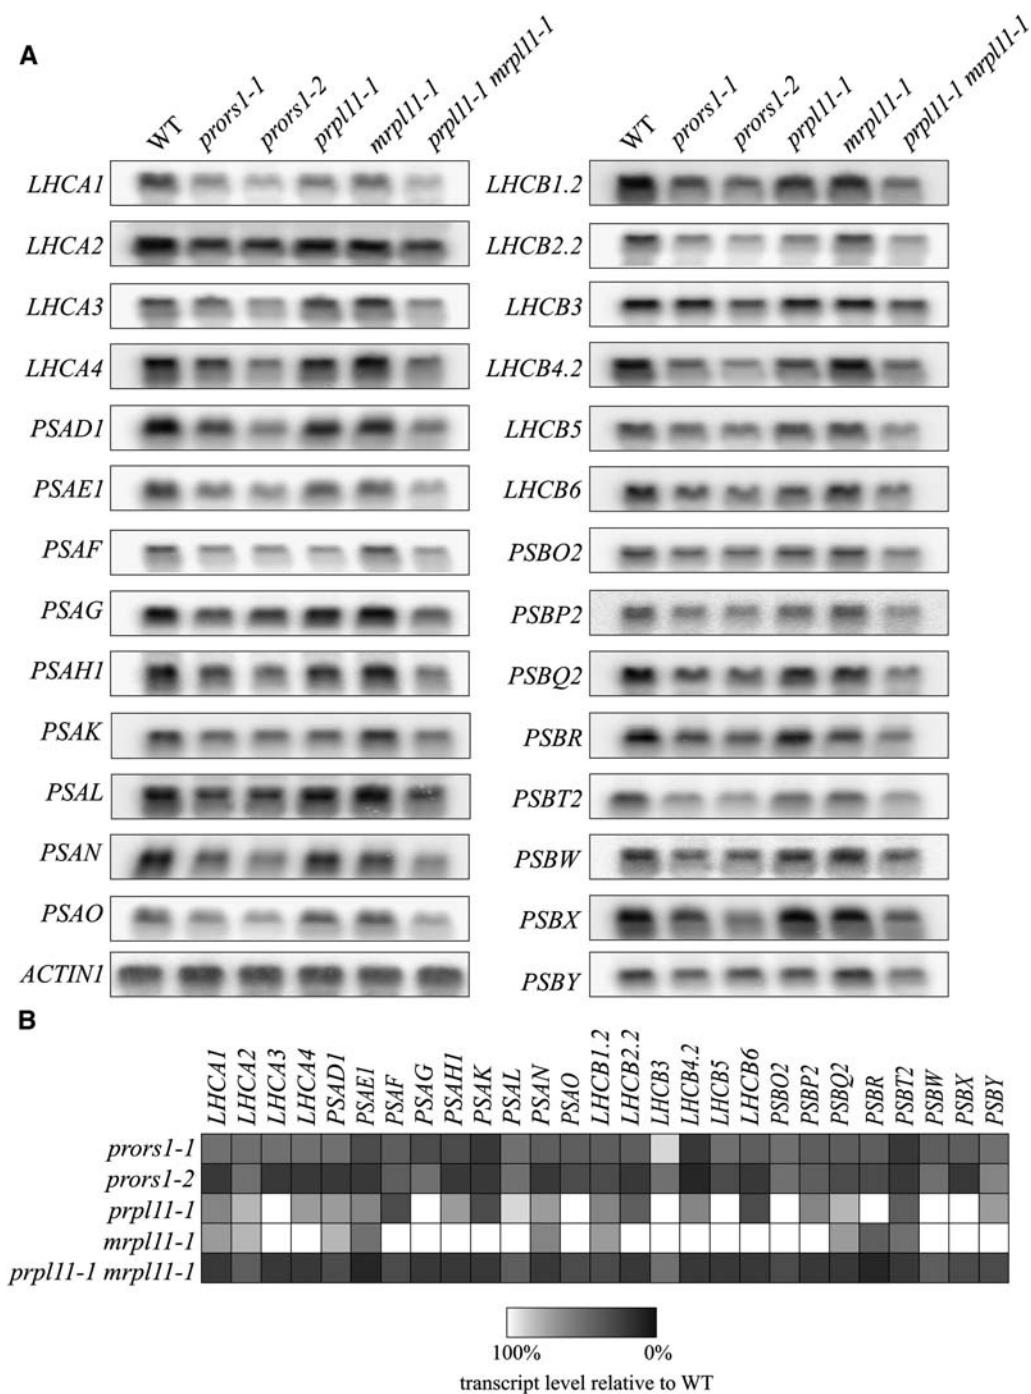 A
WT prors1-1 prors1-2 prpl11-1 mrpl11-1 prpl11-1 mrpl11-1
WT prors1-1 prors1-2 prpl11-1 mrpl11-1 prpl11-1 mrpl11-1
LHCA1
LHCA2
LHCA3
LHCA4
PSAD1
PSAE1
PSAF
PSAG
PSAH1
PSAK
PSAL
PSAN
PSAO
ACTIN1
LHCB1.2
LHCB2.2
LHCB3
LHCB4.2
LHCB5
LHCB6
PSBO2
PSBP2
PSBQ2
PSBR
PSBT2
PSBW
PSBX
PSBY
B
LHCA1 LHCA2 LHCA3 LHCA4 PSAD1 PSAE1 PSAF PSAG PSAH1 PSAK PSAL PSAN PSAO LHCB1.2 LHCB2.2 LHCB3 LHCB4.2 LHCB5 LHCB6 PSBO2 PSBP2 PSBQ2 PSBR PSBT2 PSBW PSBX PSBY
prors1-1
prors1-2
prpl11-1
mrpl11-1
prpl11-1 mrpl11-1
100% 0%
transcript level relative to WT